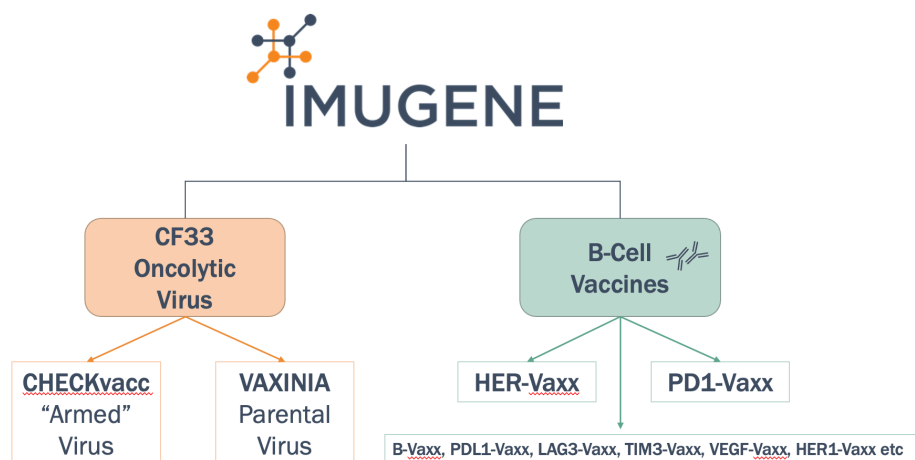 IMUGENE
CF33
Oncolytic
Virus
B-Cell
Vaccines
CHECKvacc
“Armed”
Virus
VAXINIA
Parental
Virus
HER-Vaxx
PD1-Vaxx
B-Vaxx, PDL1-Vaxx, LAG3-Vaxx, TIM3-Vaxx, VEGF-Vaxx, HER1-Vaxx etc